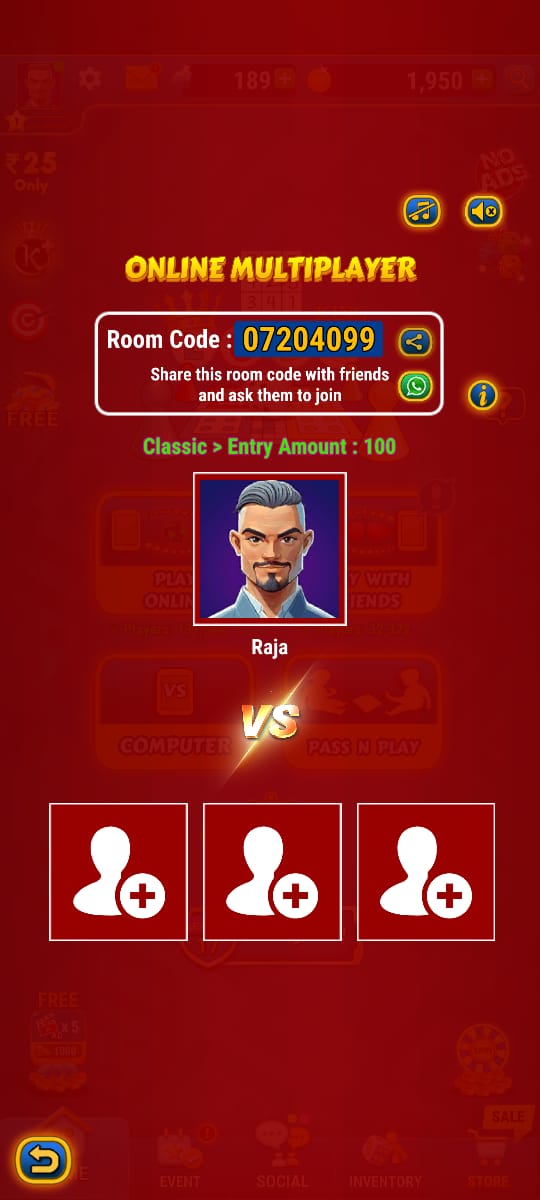 189
1,950
₹25
Only
NO
ADS
ONLINE MULTIPLAYER
Room Code : 07204099
Share this room code with friends
and ask them to join
FREE
Classic > Entry Amount : 100
Raja
VS
VS
COMPUTER
PASS N PLAY
FREE
SALE
EVENT
SOCIAL
INVENTORY
STORE